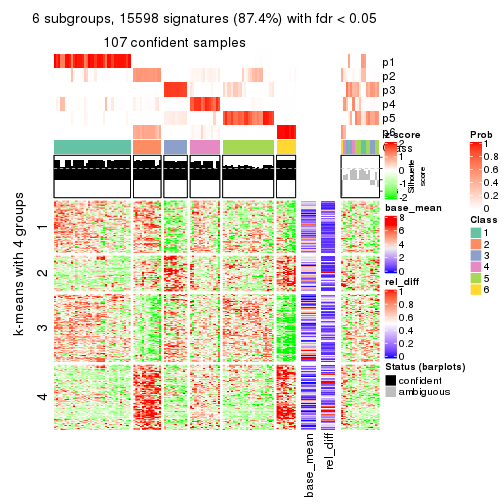 6 subgroups, 15598 signatures (87.4%) with fdr < 0.05
107 confident samples
p1
p2
p3
p4
p5
p6
Class
Silhouette
score
k-means with 4 groups
1
2
3
4
base_mean
rel_diff
z-score
2
1
0
-1
-2
base_mean
8
6
4
2
0
rel_diff
1
0.8
0.6
0.4
0.2
0
Prob
1
0.8
0.6
0.4
0.2
0
Class
1
2
3
4
5
6
Status (barplots)
confident
ambiguous